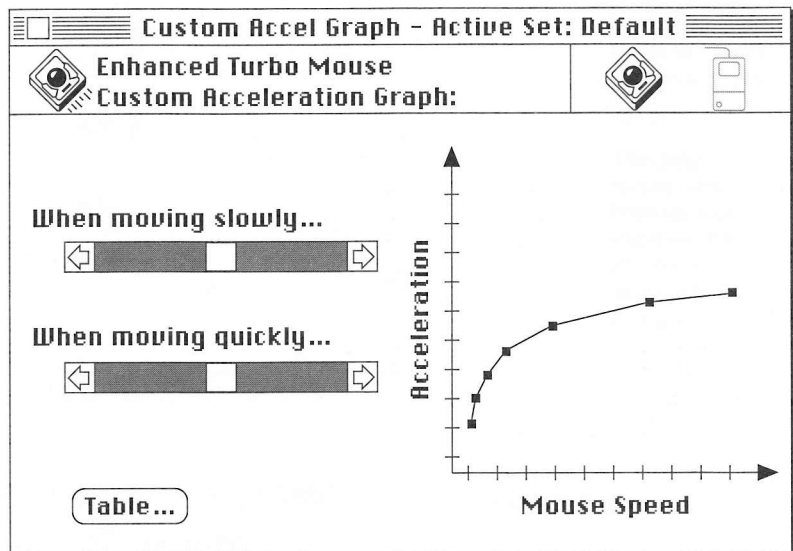 Custom Accel Graph - Active Set: Default
Enhanced Turbo Mouse
Custom Acceleration Graph:
When moving slowly...
When moving quickly...
Table...
Acceleration
Mouse Speed